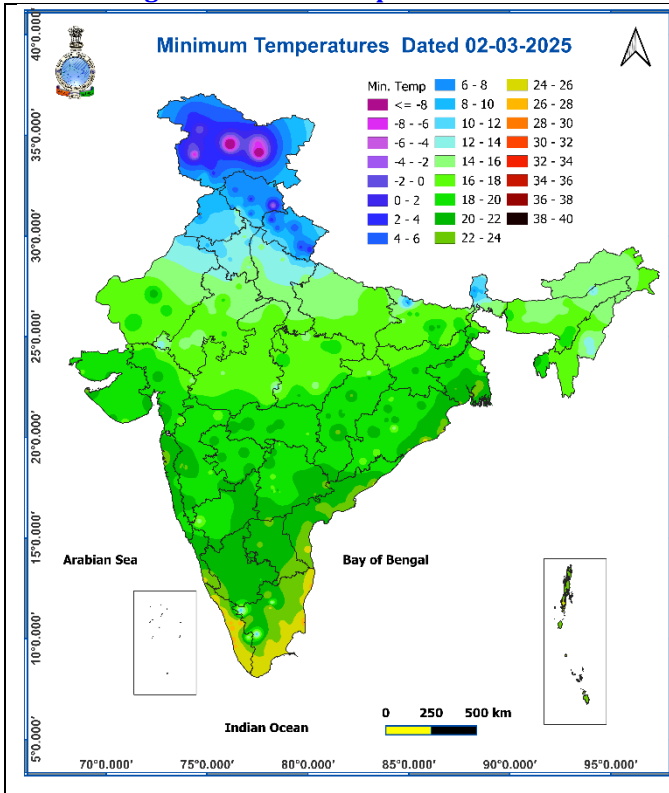 Minimum Temperatures Dated 02-03-2025
Min. Temp
<= -8
-8 - -6
-6 - -4
-4 - -2
-2 - 0
0 - 2
2 - 4
4 - 6
6 - 8
8 - 10
10 - 12
12 - 14
14 - 16
16 - 18
18 - 20
20 - 22
22 - 24
24 - 26
26 - 28
28 - 30
30 - 32
32 - 34
34 - 36
36 - 38
38 - 40
40°0.000'
35°0.000'
30°0.000'
25°0.000'
20°0.000'
15°0.000'
10°0.000'
5°0.000'
Arabian Sea
Bay of Bengal
Indian Ocean
0 250 500 km
70°0.000' 75°0.000' 80°0.000' 85°0.000' 90°0.000' 95°0.000'